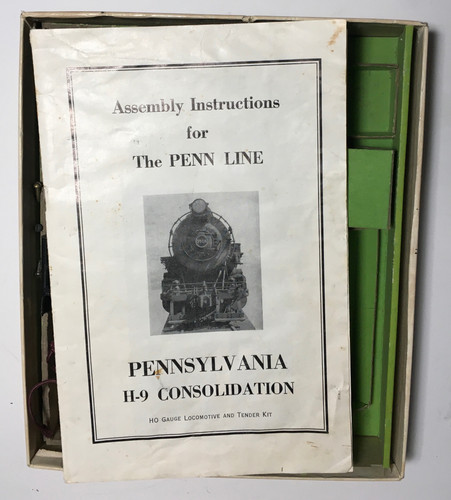 Assembly Instructions
for
The PENN LINE
PENNSYLVANIA
H-9 CONSOLIDATION
HO GAUGE LOCOMOTIVE AND TENDER KIT